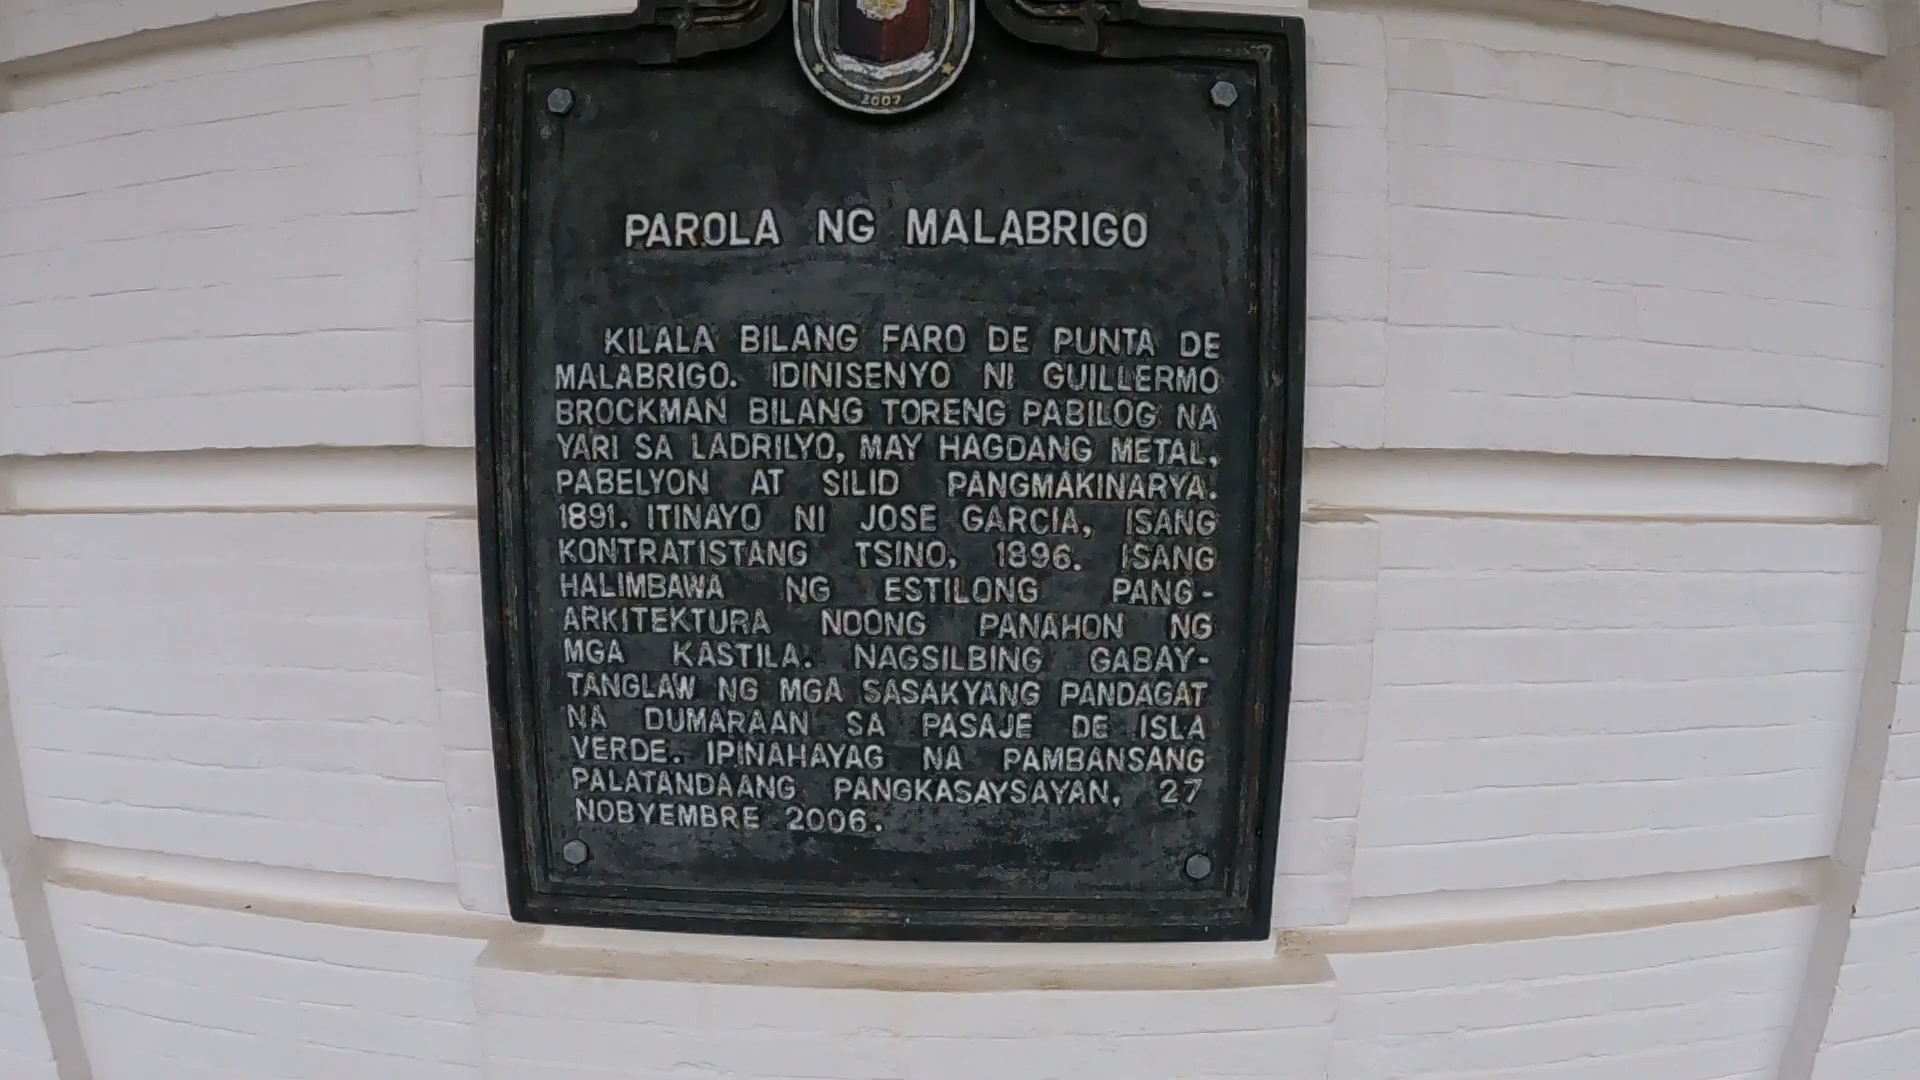 2007
PAROLA NG MALABRIGO
KILALA BILANG FARO DE PUNTA DE
MALABRIGO. IDINISENYO NI GUILLERMO
BROCKMAN BILANG TORENG PABILOG NA
YARI SA LADRILYO, MAY HAGDANG METAL,
PABELYON AT SILID PANGMAKINARYA.
1891. ITINAYO NI JOSE GARCIA, ISANG
KONTRATISTANG TSINO, 1896. ISANG
HALIMBAWA NG ESTILONG PANG-
ARKITEKTURA NOONG PANAHON NG
MGA KASTILA. NAGSILBING GABAY-
TANGLAW NG MGA SASAKYANG PANDAGAT
NA DUMARAAN SA PASAJE DE ISLA
VERDE. IPINAHAYAG NA PAMBANSANG
PALATANDAANG PANGKASAYSAYAN, 27
NOBYEMBRE 2006.